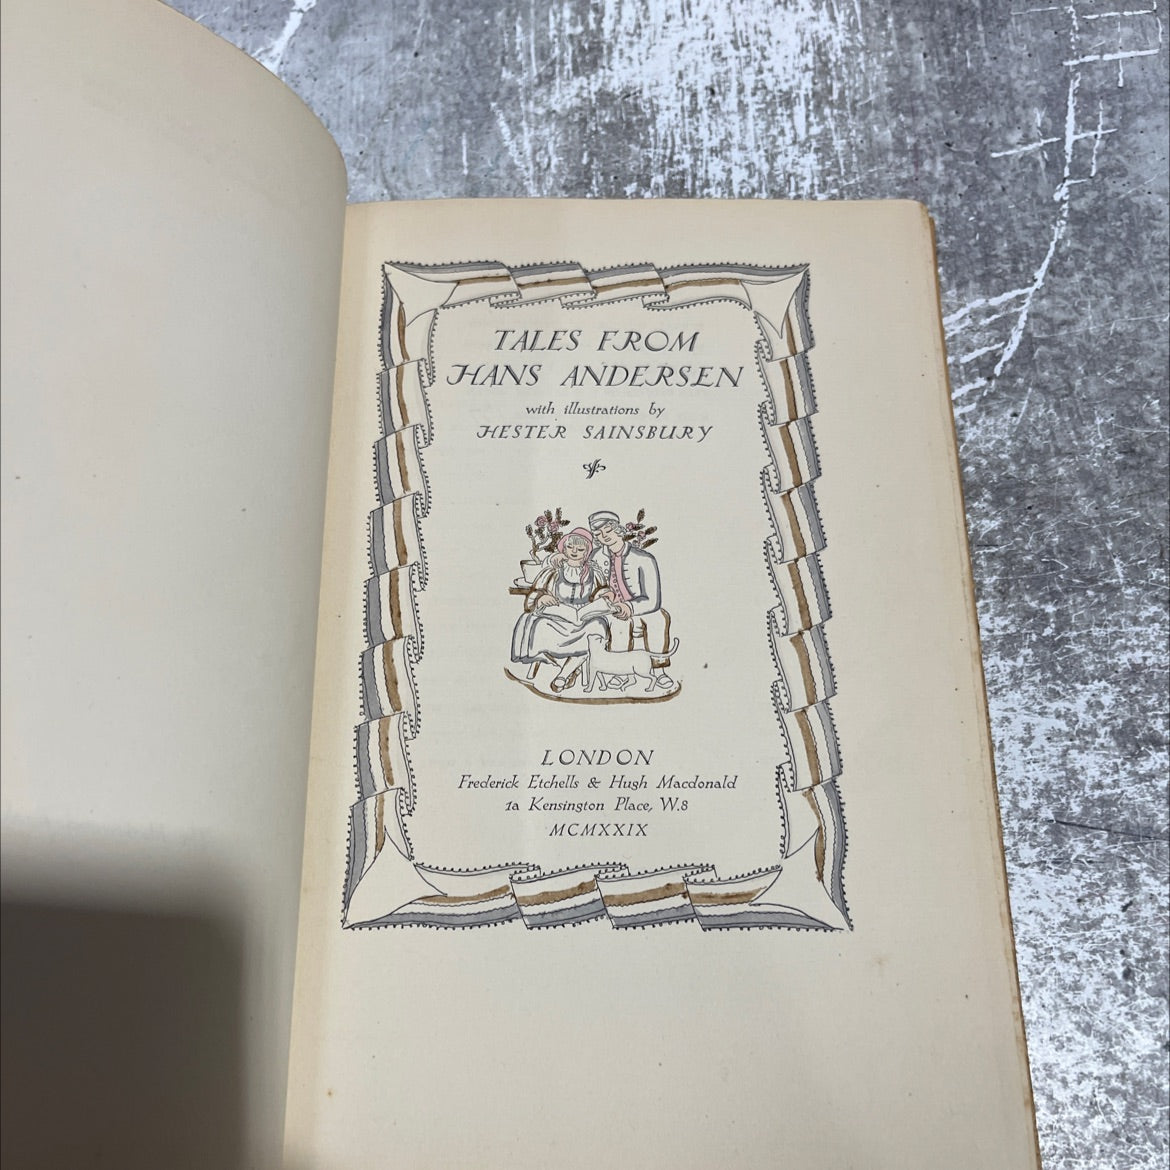 TALES FROM
HANS ANDERSEN
with illustrations by
HESTER SAINSBURY
LONDON
Frederick Etchells & Hugh Macdonald
1a Kensington Place, W.8
MCMXXIX